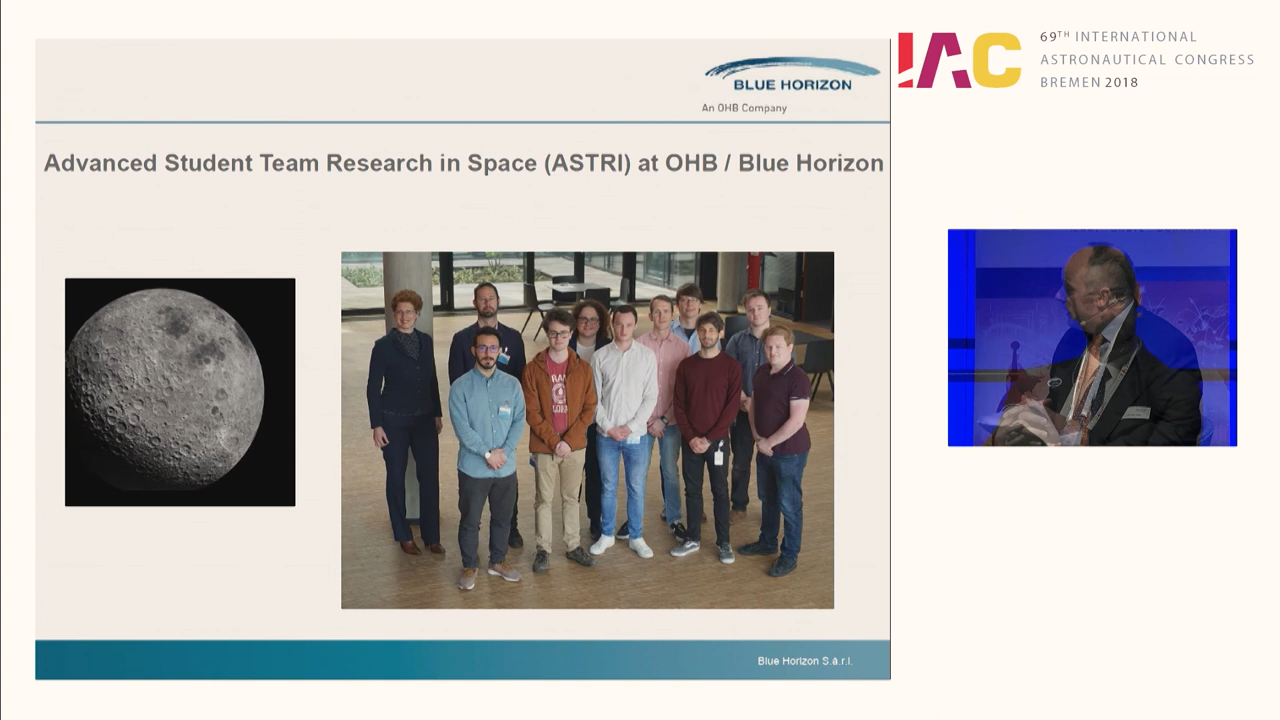 BLUE HORIZON
An OHB Company
Advanced Student Team Research in Space (ASTRI) at OHB / Blue Horizon
Blue Horizon S.à.r.l.
IAC
69TH INTERNATIONAL
ASTRONAUTICAL CONGRESS
BREMEN 2018